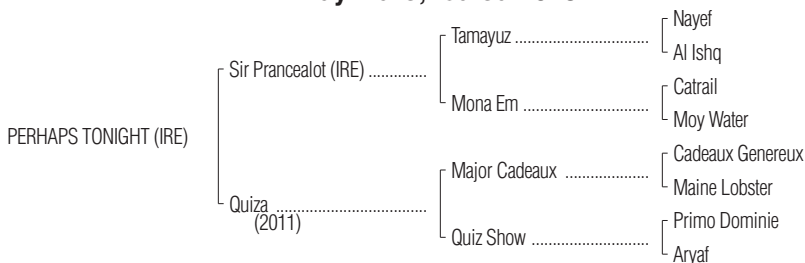 Nayef
Tamayuz
Al Ishq
Sir Prancealot (IRE)
Catrail
Mona Em
Moy Water
PERHAPS TONIGHT (IRE)
Cadeaux Genereux
Major Cadeaux
Maine Lobster
Quiza
(2011)
Primo Dominie
Quiz Show
Aryaf